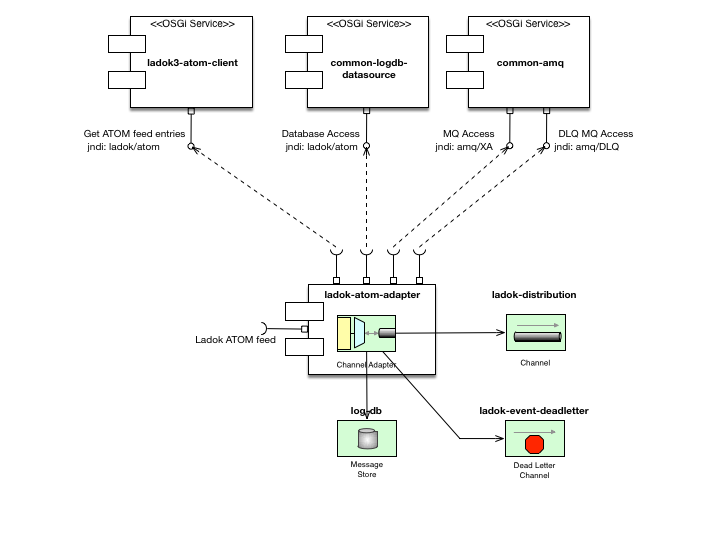 <<OSGi Service>>
ladok3-atom-client
<<OSGi Service>>
common-logdb-
datasource
<<OSGi Service>>
common-amq
Get ATOM feed entries
jndi: ladok/atom
Database Access
jndi: ladok/atom
MQ Access
jndi: amq/XA
DLQ MQ Access
jndi: amq/DLQ
ladok-atom-adapter
Ladok ATOM feed
Channel Adapter
ladok-distribution
Channel
log-db
Message
Store
ladok-event-deadletter
Dead Letter
Channel